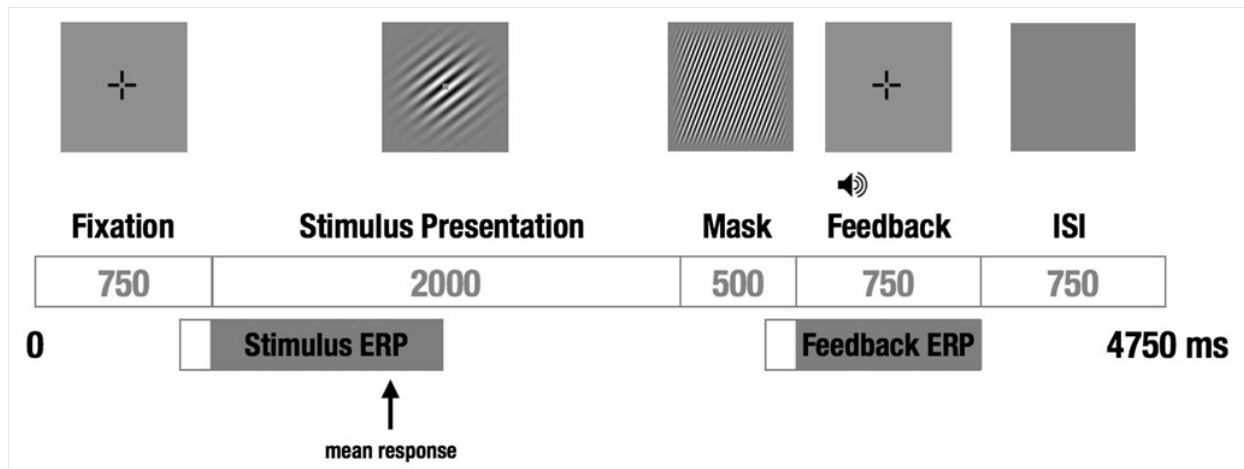 Fixation Stimulus Presentation Mask Feedback ISI
750 2000 500 750 750
0 Stimulus ERP Feedback ERP 4750 ms
mean response